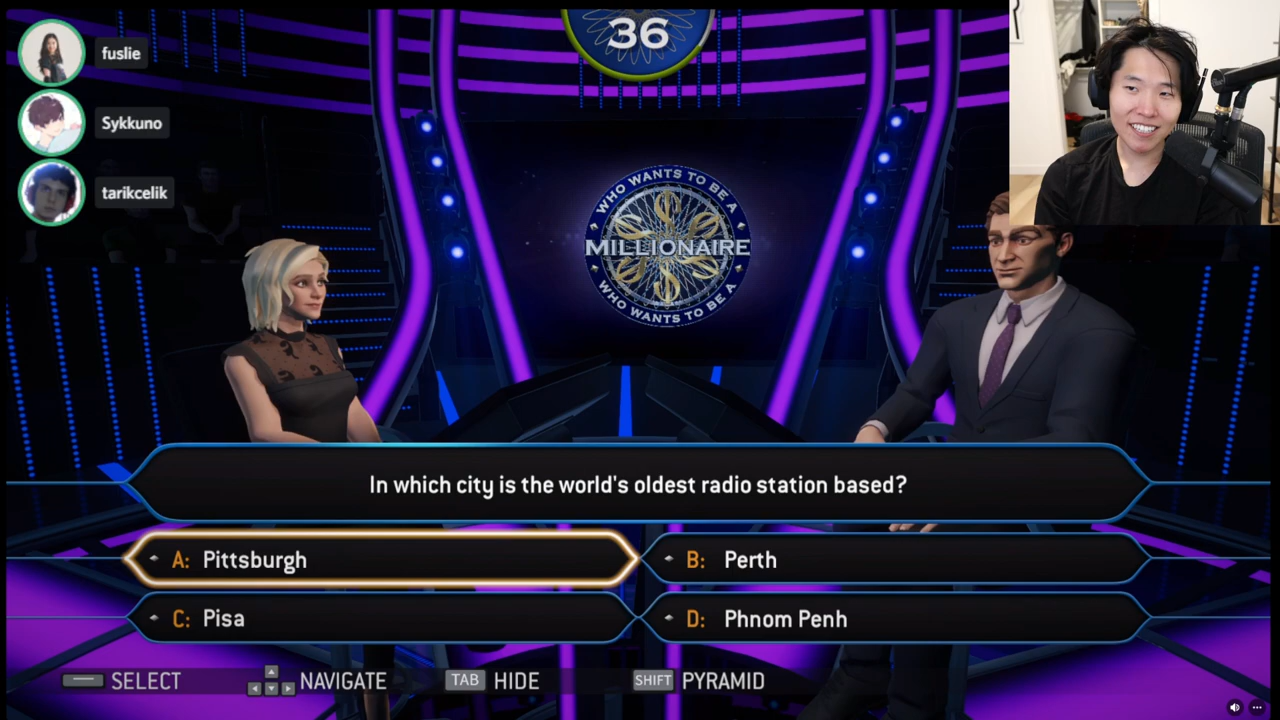 36
fuslie
Sykkuno
tarikcelik
WHO WANTS TO BE A
MILLIONAIRE
WHO WANTS TO BE A
In which city is the world's oldest radio station based?
A: Pittsburgh
B: Perth
C: Pisa
D: Phnom Penh
SELECT NAVIGATE TAB HIDE SHIFT PYRAMID